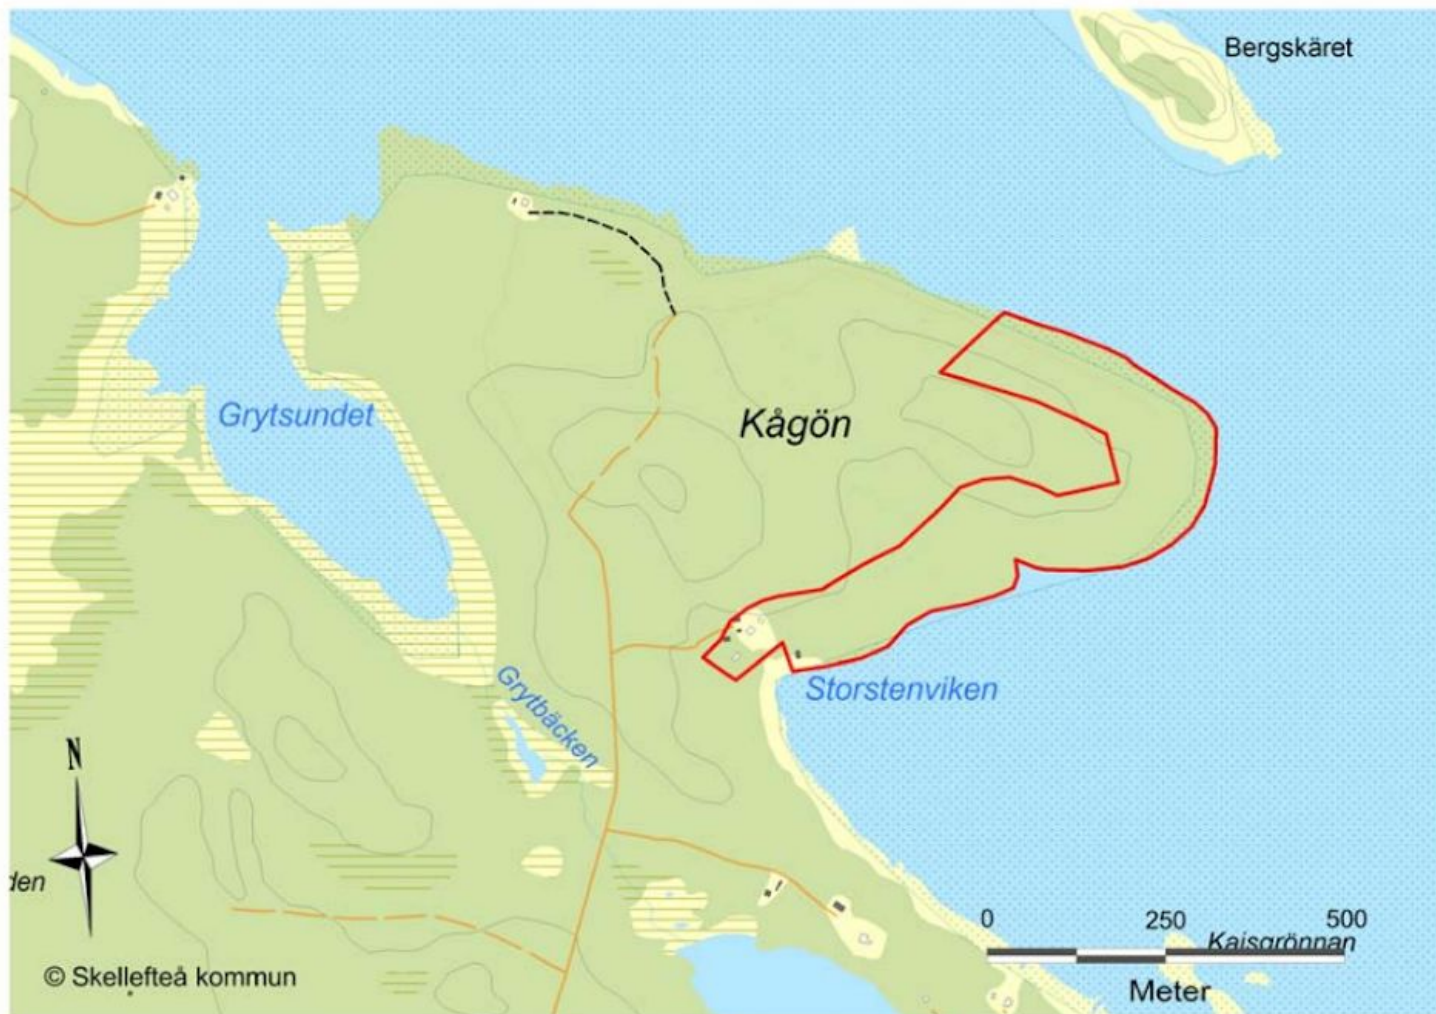 Bergskäret
Grytsundet
Kågön
Storstenviken
Grytbäcken
N
den
0 250 500
Kaisgrönnan
Meter
© Skellefteå kommun